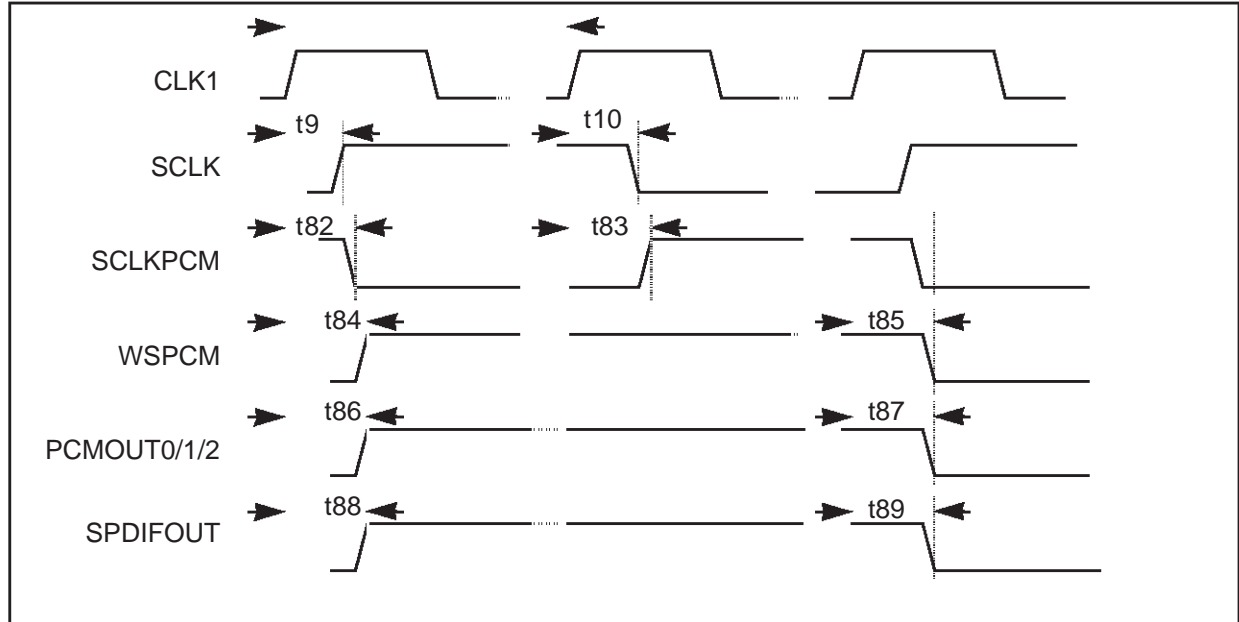 CLK1
t9 t10
SCLK
t82 t83
SCLKPCM
t84 t85
WSPCM
t86 t87
PCMOUT0/1/2
t88 t89
SPDIFOUT